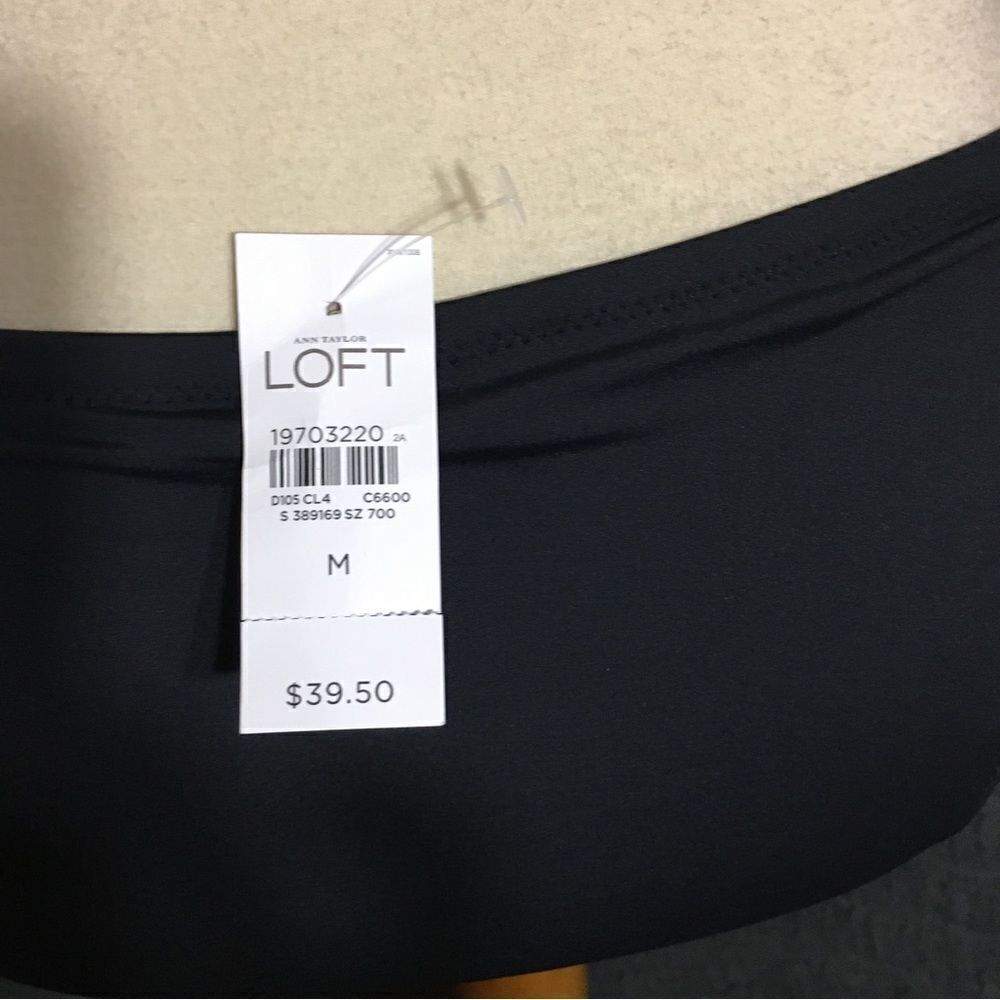 ANN TAYLOR
LOFT
19703220 2A
D105 CL4 C6600
S 389169 SZ 700
M
$39.50